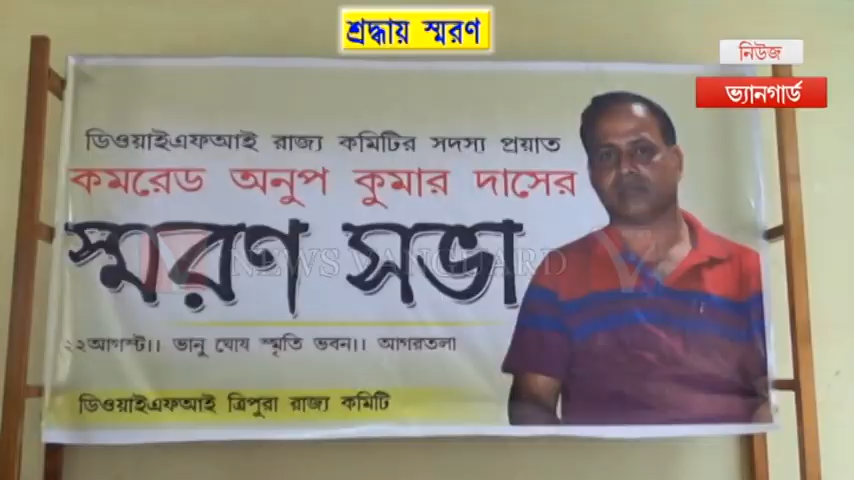 শ্রদ্ধায় স্মরণ
নিউজ
ভ্যানগার্ড
ডিওয়াইএফআই রাজ্য কমিটির সদস্য প্রয়াত
কমরেড অনুপ কুমার দাসের
স্মরণ সভা
NEWS VANGUARD
২২আগস্ট।। ভানু ঘোষ স্মৃতি ভবন।। আগরতলা
ডিওয়াইএফআই ত্রিপুরা রাজ্য কমিটি